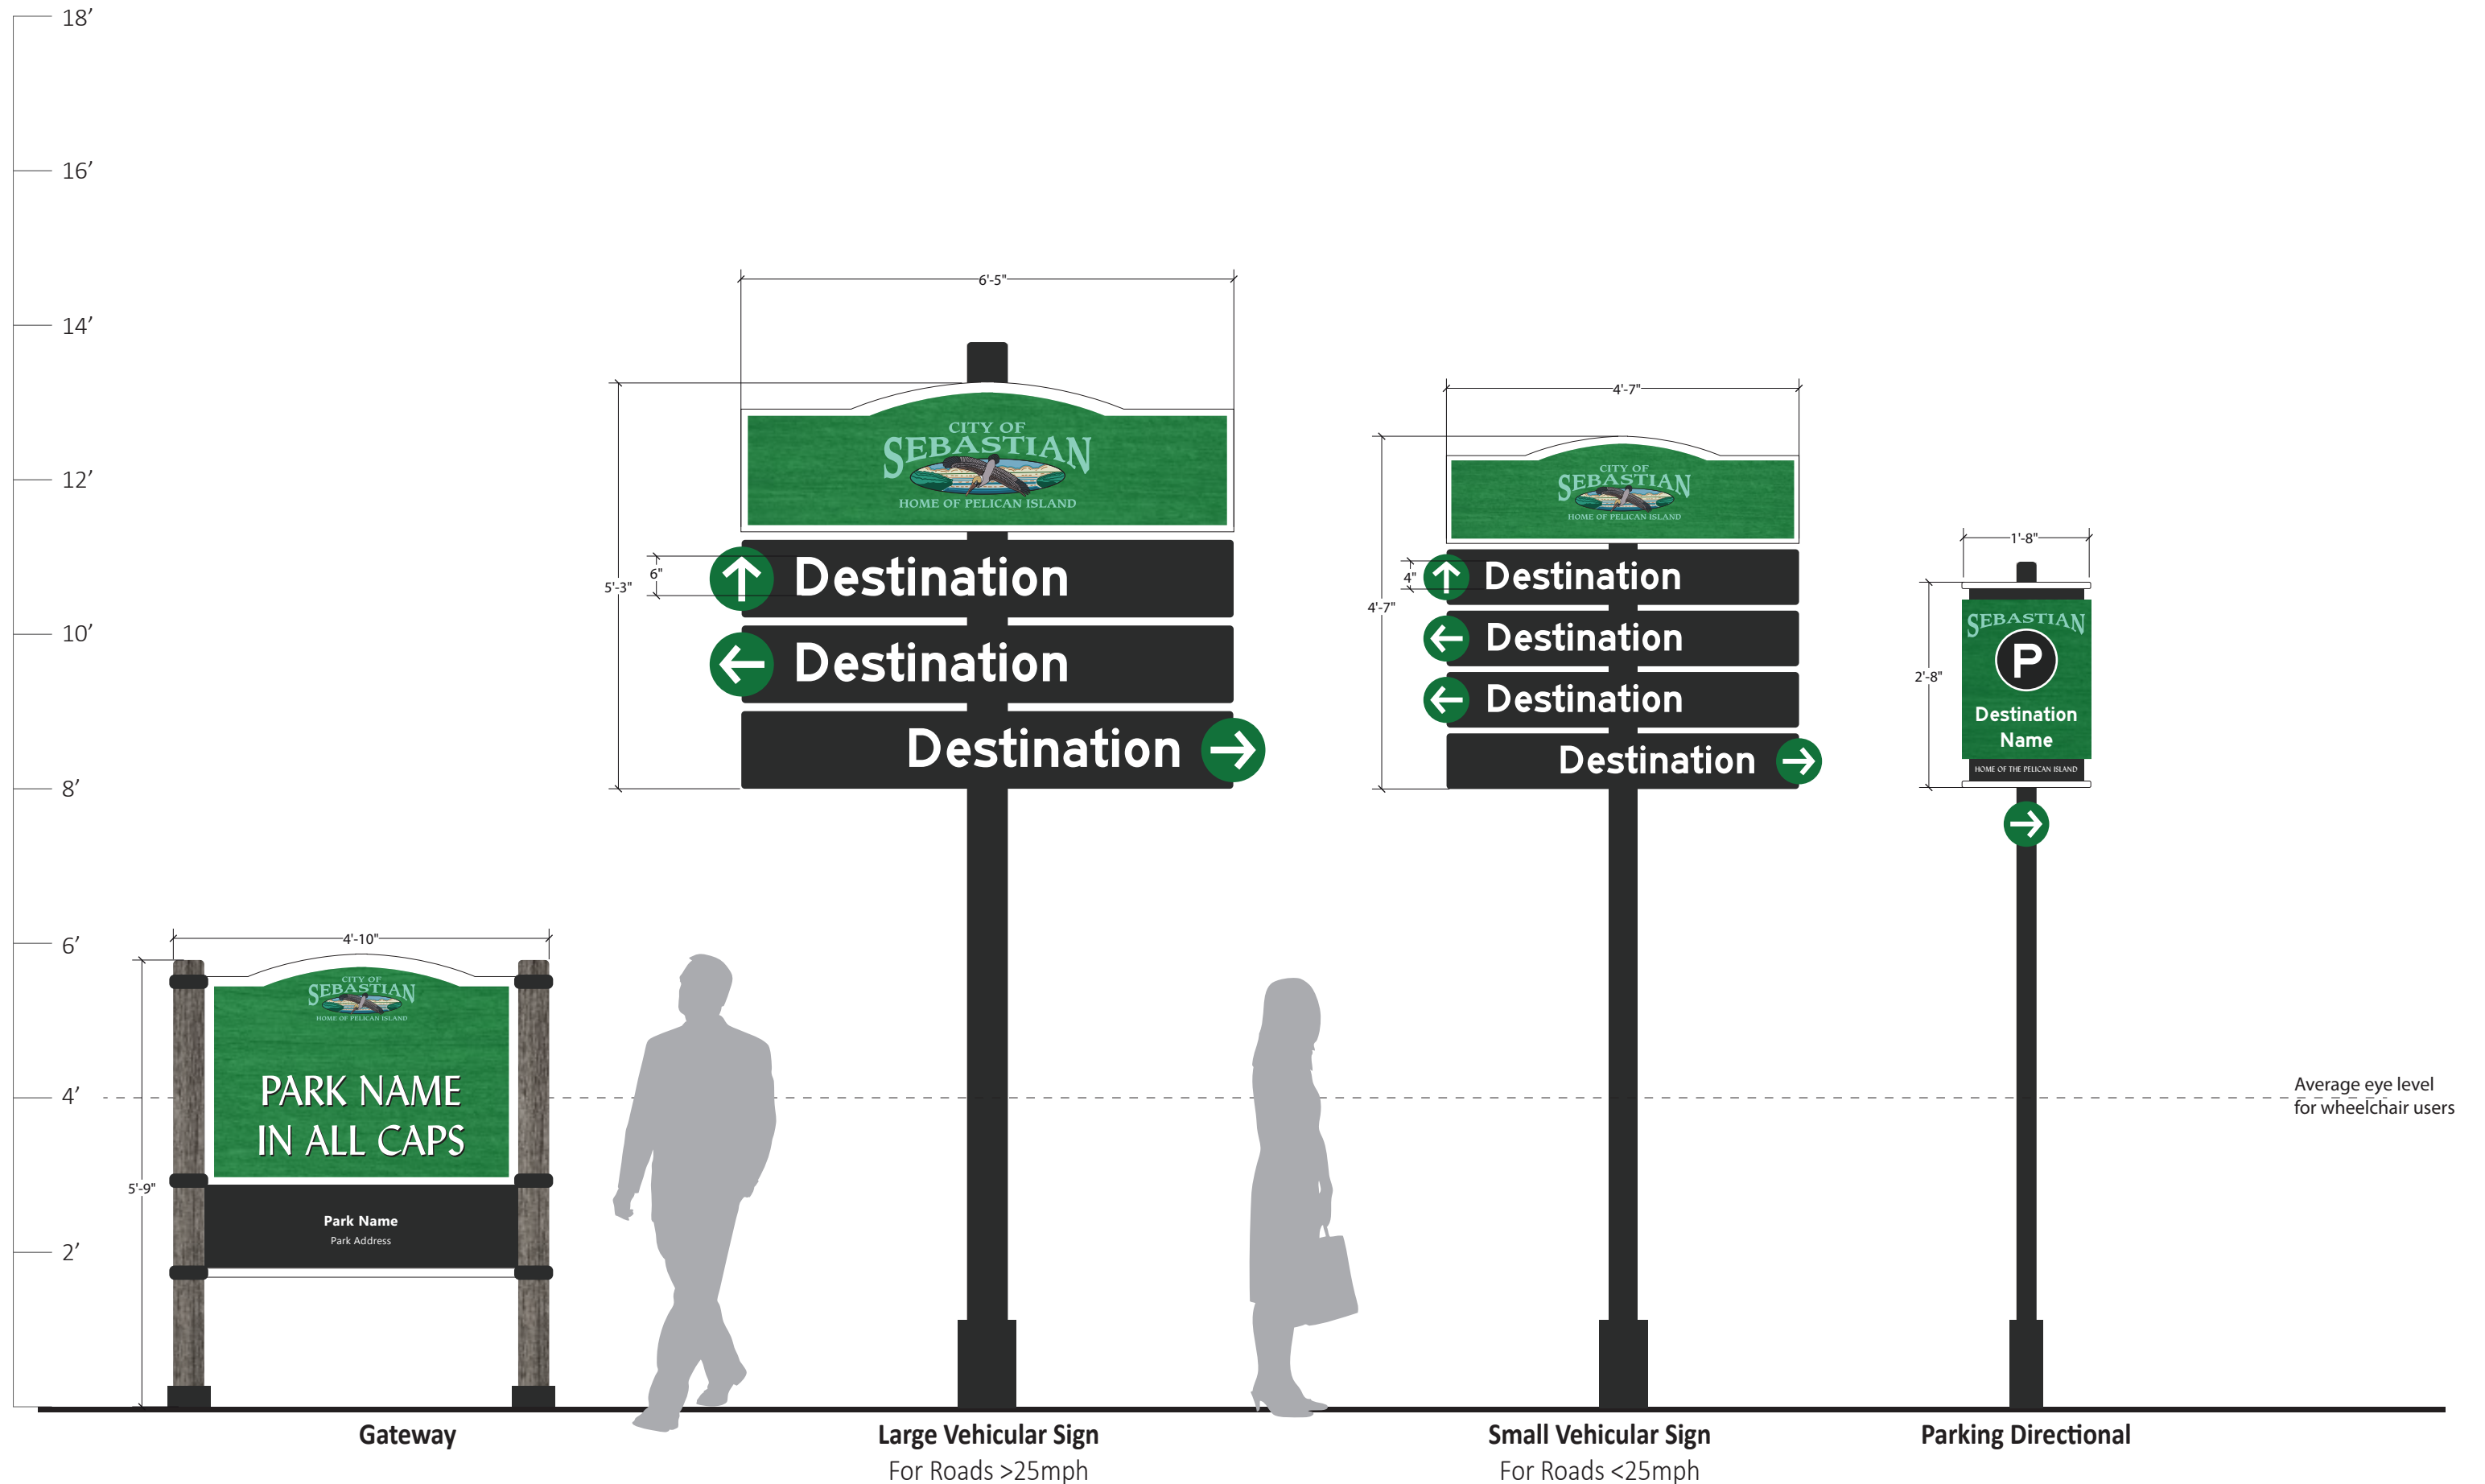 18’
16’
14’
12’
10’
8’
6’
4’
2’
4'-10"
5'-9"
CITY OF
SEBASTIAN
HOME OF PELICAN ISLAND
PARK NAME
IN ALL CAPS
Park Name
Park Address
Gateway
6'-5"
5'-3"
6"
CITY OF
SEBASTIAN
HOME OF PELICAN ISLAND
Destination
Destination
Destination
Large Vehicular Sign
For Roads >25mph
4'-7"
4'-7"
4"
CITY OF
SEBASTIAN
HOME OF PELICAN ISLAND
Destination
Destination
Destination
Destination
Small Vehicular Sign
For Roads <25mph
1'-8"
2'-8"
SEBASTIAN
P
Destination
Name
HOME OF THE PELICAN ISLAND
Parking Directional
Average eye level
for wheelchair users